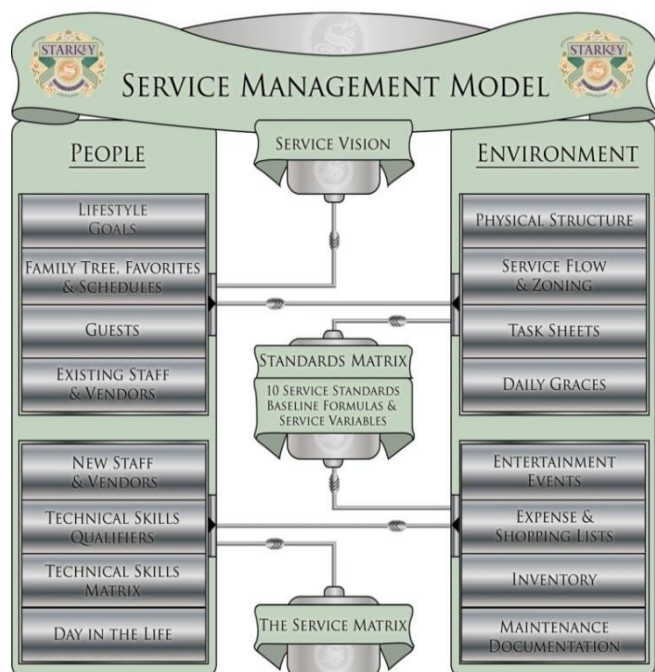 STARKEY
STARKEY
SERVICE MANAGEMENT MODEL
PEOPLE
SERVICE VISION
ENVIRONMENT
LIFESTYLE
GOALS
FAMILY TREE, FAVORITES
& SCHEDULES
GUESTS
EXISTING STAFF
& VENDORS
PHYSICAL STRUCTURE
SERVICE FLOW
& ZONING
TASK SHEETS
DAILY GRACES
STANDARDS MATRIX
10 SERVICE STANDARDS
BASELINE FORMULAS &
SERVICE VARIABLES
NEW STAFF
& VENDORS
TECHNICAL SKILLS
QUALIFIERS
TECHNICAL SKILLS
MATRIX
DAY IN THE LIFE
ENTERTAINMENT
EVENTS
EXPENSE &
SHOPPING LISTS
INVENTORY
MAINTENANCE
DOCUMENTATION
THE SERVICE MATRIX